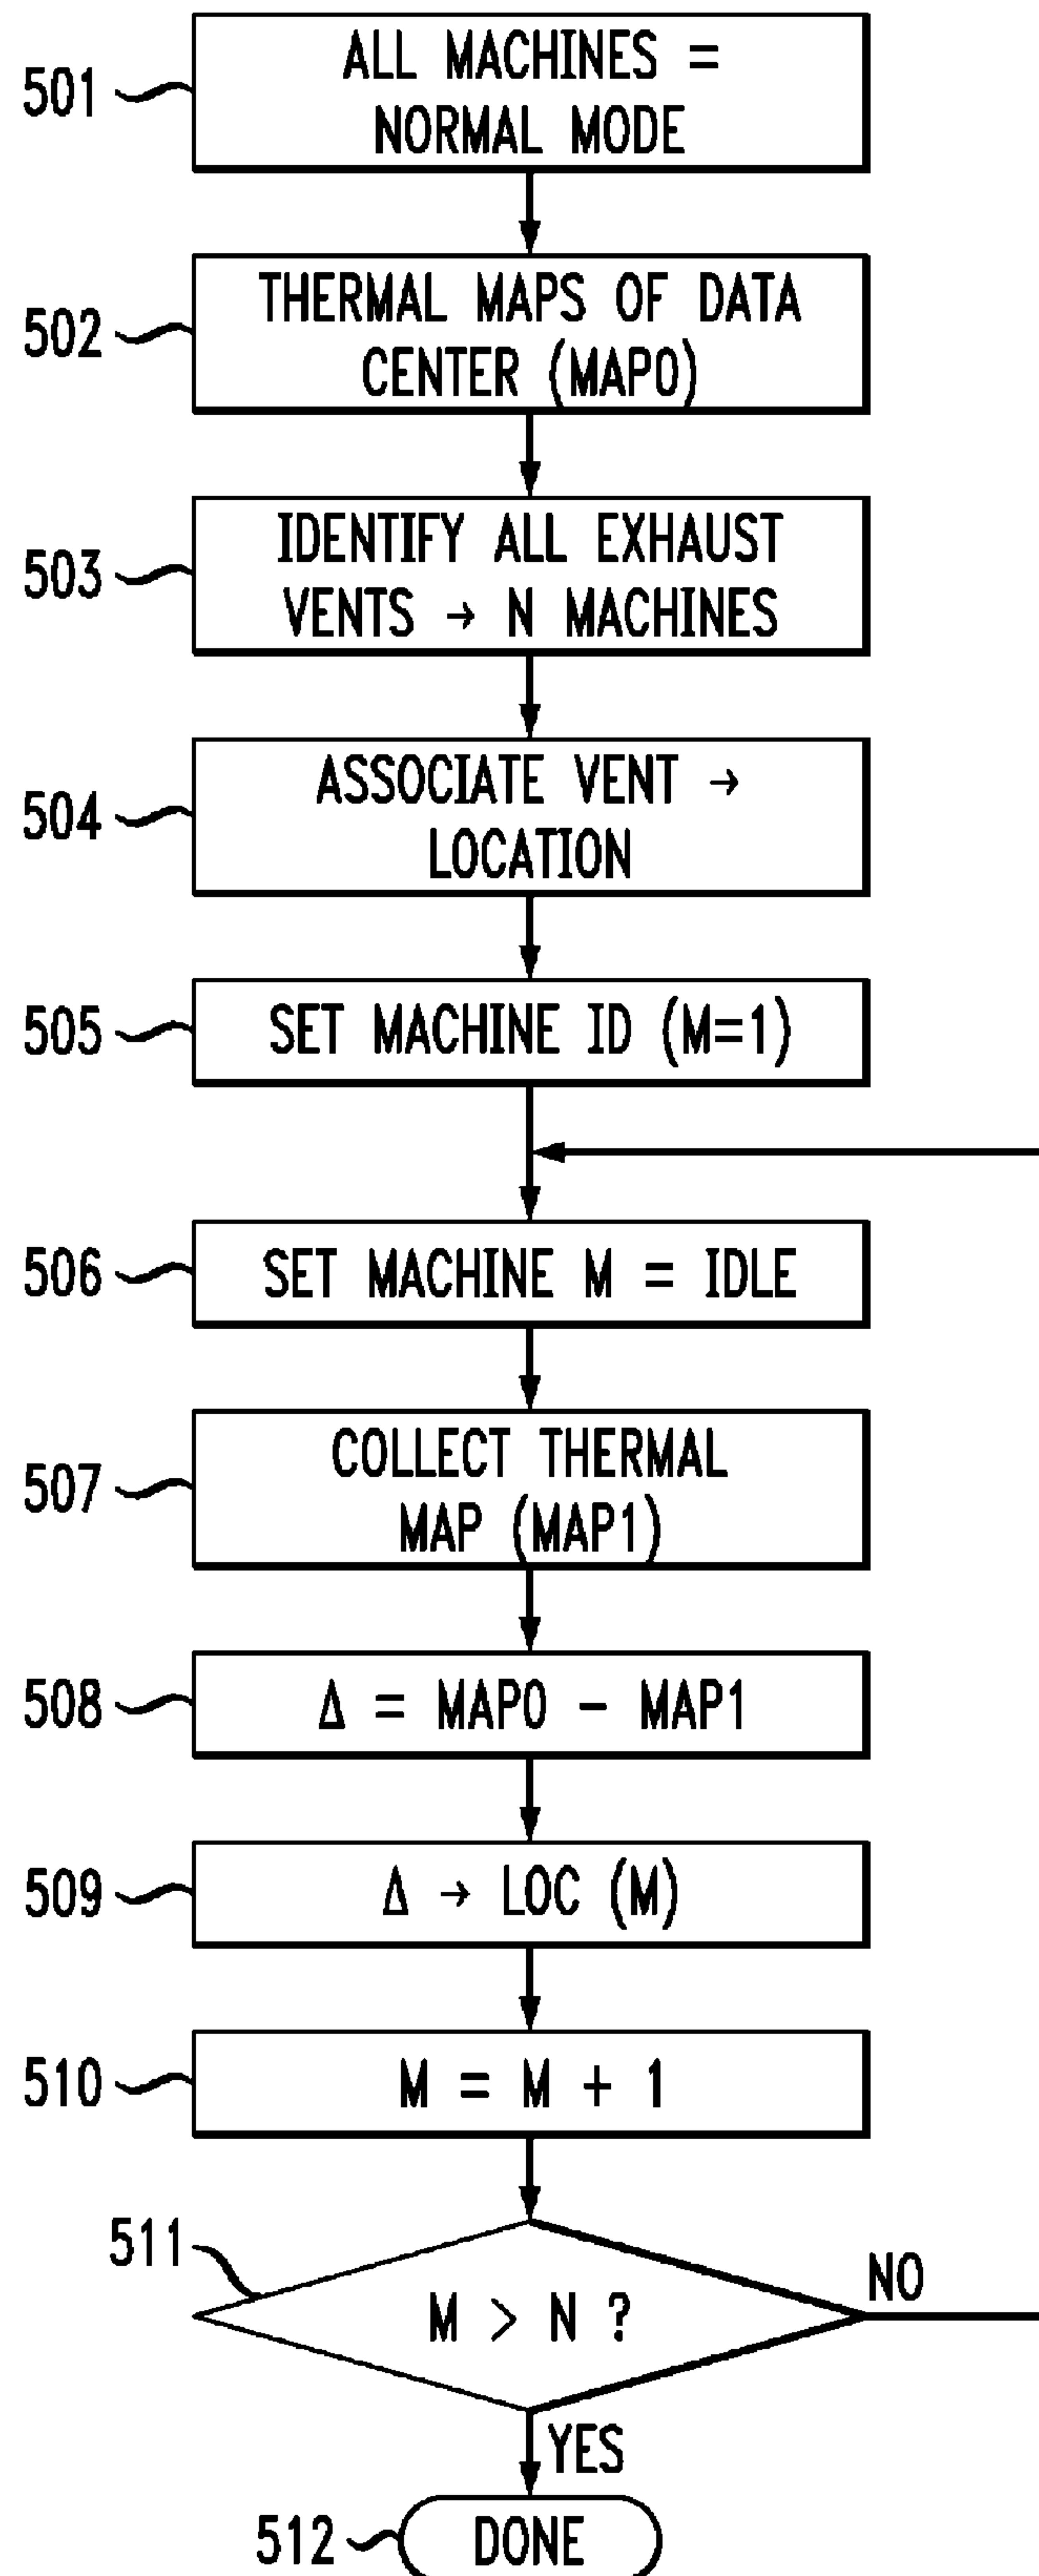 501
ALL MACHINES =
NORMAL MODE
502
THERMAL MAPS OF DATA
CENTER (MAP0)
503
IDENTIFY ALL EXHAUST
VENTS → N MACHINES
504
ASSOCIATE VENT →
LOCATION
505
SET MACHINE ID (M=1)
506
SET MACHINE M = IDLE
507
COLLECT THERMAL
MAP (MAP1)
508
Δ = MAP0 - MAP1
509
Δ → LOC (M)
510
M = M + 1
511
M > N ?
NO
YES
512
DONE